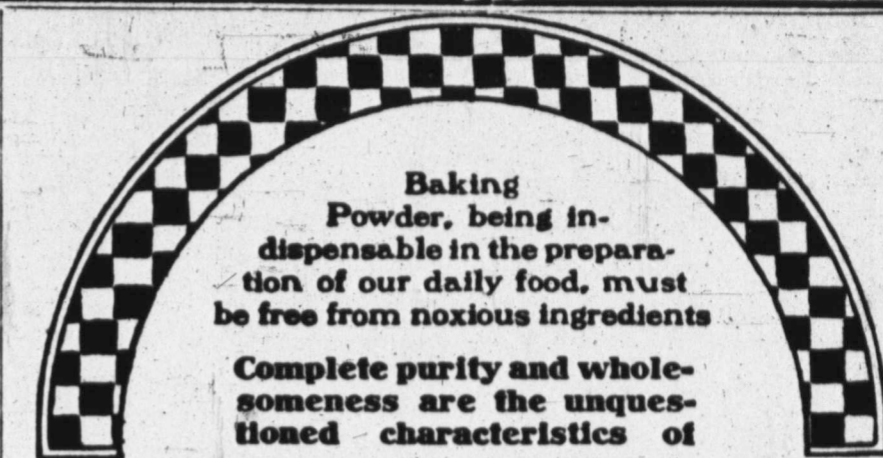 Baking
Powder, being in-
dispensable in the prepara-
tion of our daily food, must
be free from noxious ingredients
Complete purity and whole-
someness are the unques-
tioned characteristics of